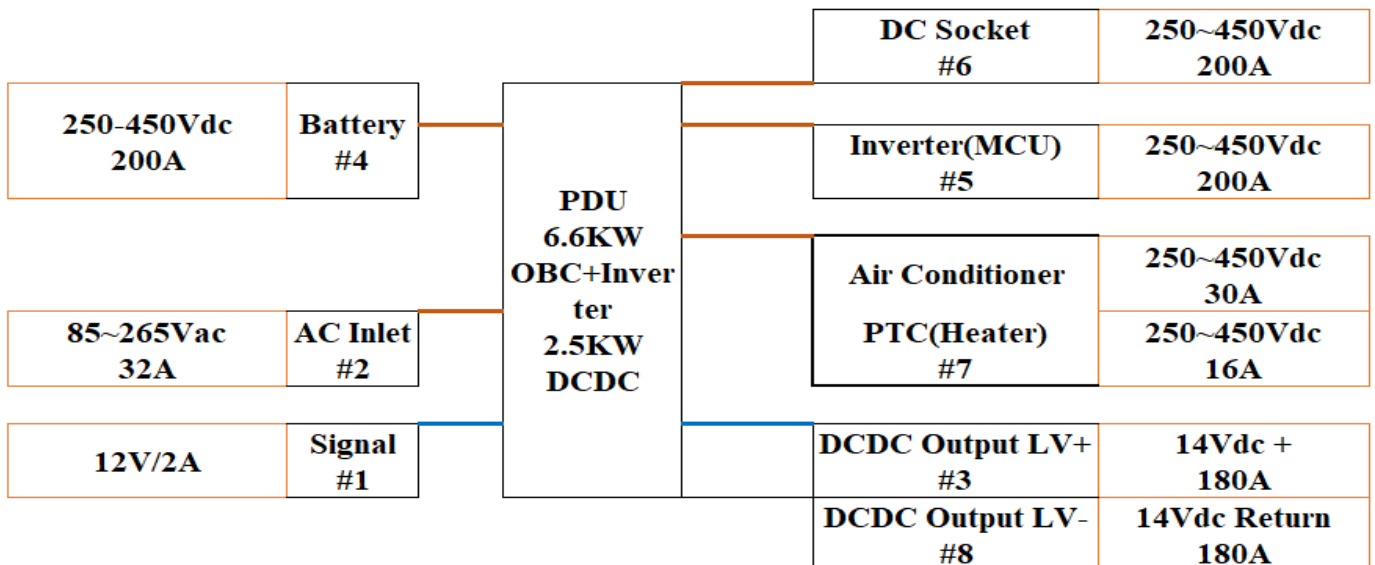 DC Socket
#6
250~450Vdc
200A
250-450Vdc
200A
Battery
#4
Inverter(MCU)
#5
250~450Vdc
200A
PDU
6.6KW
OBC+Inver
ter
2.5KW
DCDC
Air Conditioner
PTC(Heater)
#7
250~450Vdc
30A
250~450Vdc
16A
85~265Vac
32A
AC Inlet
#2
12V/2A
Signal
#1
DCDC Output LV+
#3
14Vdc +
180A
DCDC Output LV-
#8
14Vdc Return
180A